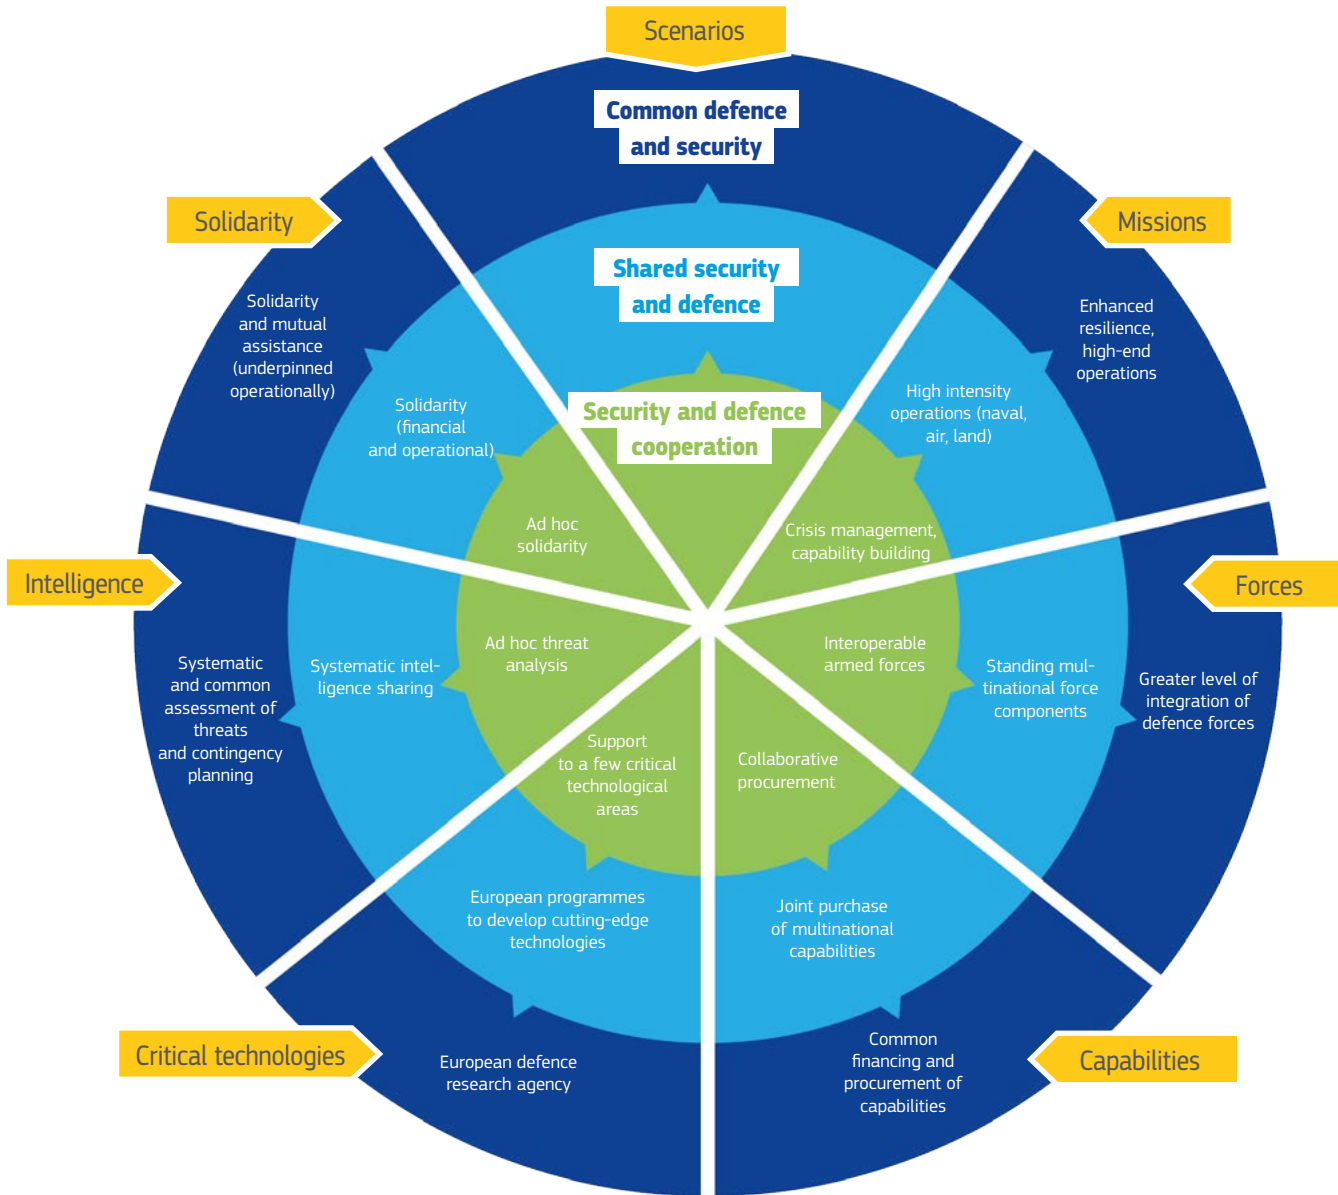 Scenarios
Common defence
and security
Shared security
and defence
Security and defence
cooperation
Missions
Enhanced
resilience,
high-end
operations
High intensity
operations (naval,
air, land)
Crisis management,
capability building
Forces
Greater level of
integration of
defence forces
Standing mul-
tinational force
components
Interoperable
armed forces
Capabilities
Common
financing and
procurement of
capabilities
Joint purchase
of multinational
capabilities
Collaborative
procurement
Critical technologies
European defence
research agency
European programmes
to develop cutting-edge
technologies
Support
to a few critical
technological
areas
Intelligence
Systematic
and common
assessment of
threats
and contingency
planning
Systematic intel-
ligence sharing
Ad hoc threat
analysis
Solidarity
Solidarity
and mutual
assistance
(underpinned
operationally)
Solidarity
(financial
and operational)
Ad hoc
solidarity